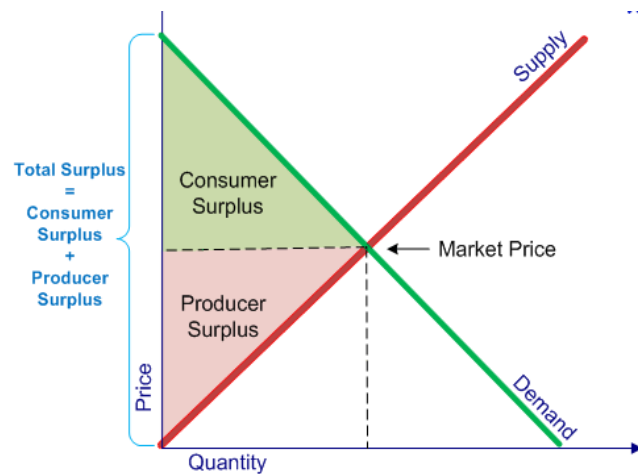 Supply
Total Surplus
=
Consumer
Surplus
+
Producer
Surplus
Consumer
Surplus
Market Price
Producer
Surplus
Price
Demand
Quantity